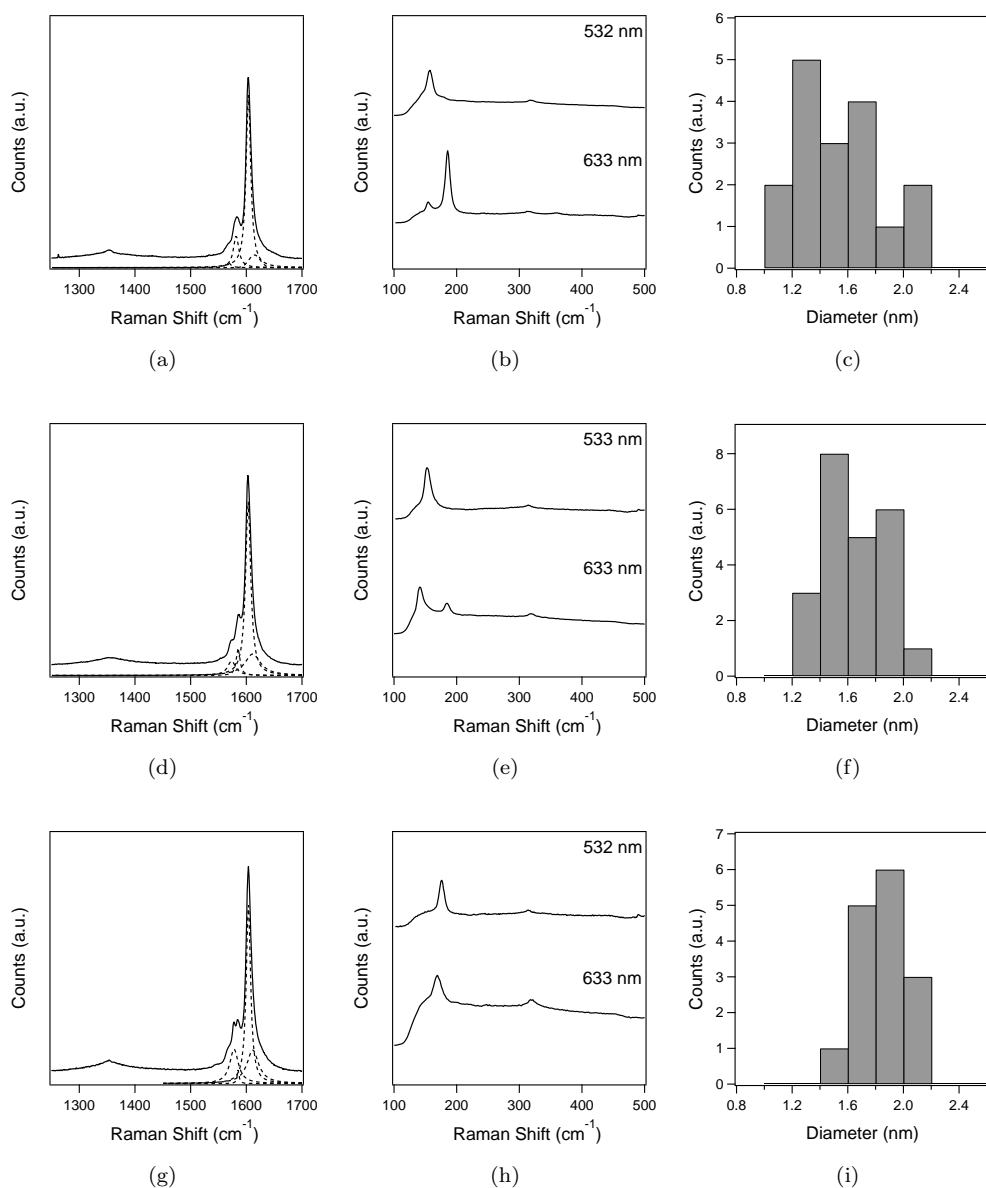 532 nm
633 nm
Counts (a.u.)
1300 1400 1500 1600 1700
Raman Shift (cm-1)
(a)
Counts (a.u.)
100 200 300 400 500
Raman Shift (cm-1)
(b)
Counts (a.u.)
6
5
4
3
2
1
0
0.8 1.2 1.6 2.0 2.4
Diameter (nm)
(c)
Counts (a.u.)
1300 1400 1500 1600 1700
Raman Shift (cm-1)
(d)
533 nm
633 nm
Counts (a.u.)
100 200 300 400 500
Raman Shift (cm-1)
(e)
Counts (a.u.)
8
6
4
2
0
0.8 1.2 1.6 2.0 2.4
Diameter (nm)
(f)
Counts (a.u.)
1300 1400 1500 1600 1700
Raman Shift (cm-1)
(g)
532 nm
633 nm
Counts (a.u.)
100 200 300 400 500
Raman Shift (cm-1)
(h)
Counts (a.u.)
7
6
5
4
3
2
1
0
0.8 1.2 1.6 2.0 2.4
Diameter (nm)
(i)